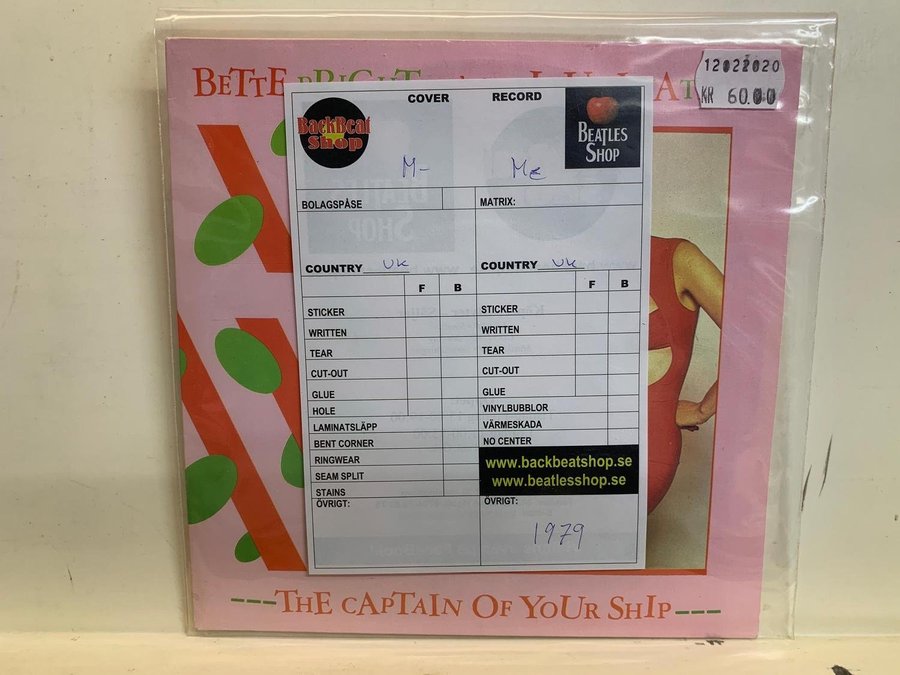 BETTE BRIGHT
12022020
KR 60.00
BackBeat Shop
COVER RECORD
BEATLES SHOP
M- M-
BOLAGSPÅSE MATRIX:
COUNTRY UK COUNTRY UK
F B F B
STICKER STICKER
WRITTEN WRITTEN
TEAR TEAR
CUT-OUT CUT-OUT
GLUE GLUE
HOLE VINYLBUBBLOR
LAMINATSLÄPP VÄRMESKADA
BENT CORNER NO CENTER
RINGWEAR
SEAM SPLIT
STAINS
www.backbeatshop.se
www.beatlesshop.se
ÖVRIGT: ÖVRIGT:
1979
---THE CAPTAIN OF YOUR SHIP---